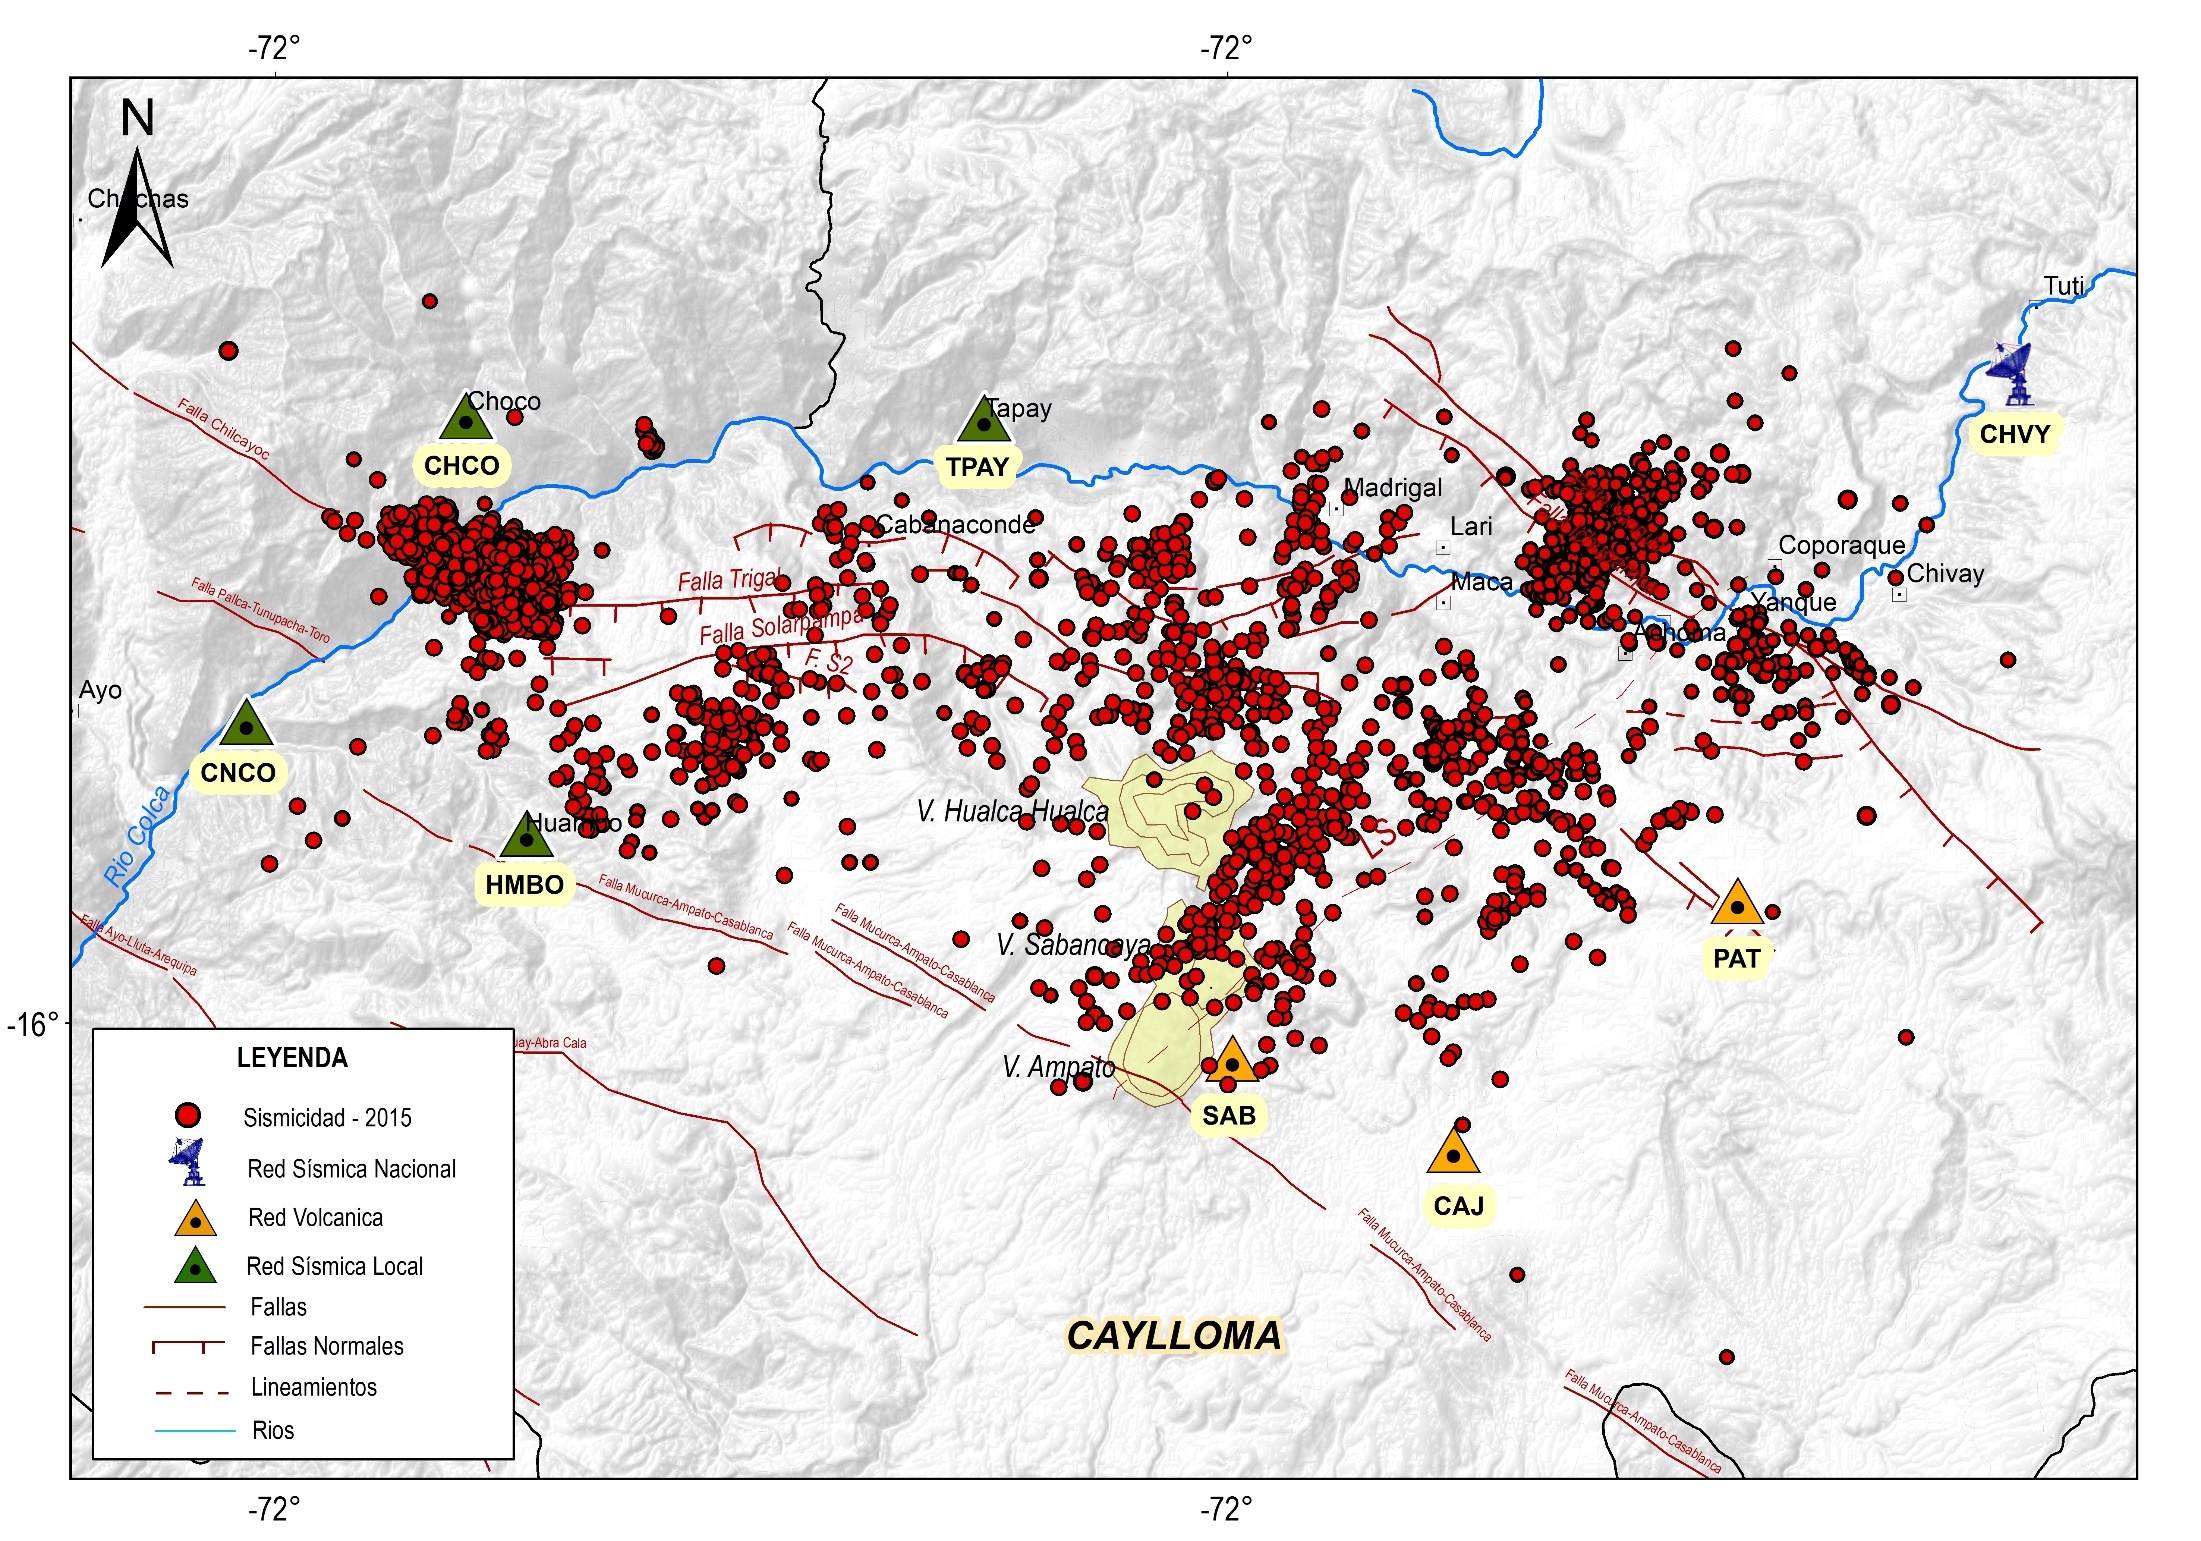 -72°
-72°
N
Chachas
Tuti
Choco
Tapay
CHVY
Falla Chilcayoc
CHCO
TPAY
Madrigal
Cabanaconde
Lari
Coporaque
Chivay
Falla Trigal
Maca
Falla Pallca-Tunupacha-Toro
Yanque
Falla Solarpampa
Achoma
F. S2
Ayo
CNCO
Rio Colca
V. Hualca Hualca
Huambo
LS
HMBO
Falla Mucurca-Ampato-Casablanca
Falla Mucurca-Ampato-Casablanca
Falla Mucurca-Ampato-Casablanca
Falla Ayo-Lluta-Arequipa
V. Sabancaya
PAT
-16°
uay-Abra Cala
V. Ampato
SAB
CAJ
Falla Mucurca-Ampato-Casablanca
CAYLLOMA
Falla Mucurca-Ampato-Casablanca
LEYENDA
Sismicidad - 2015
Red Sísmica Nacional
Red Volcanica
Red Sísmica Local
Fallas
Fallas Normales
Lineamientos
Rios
-72°
-72°